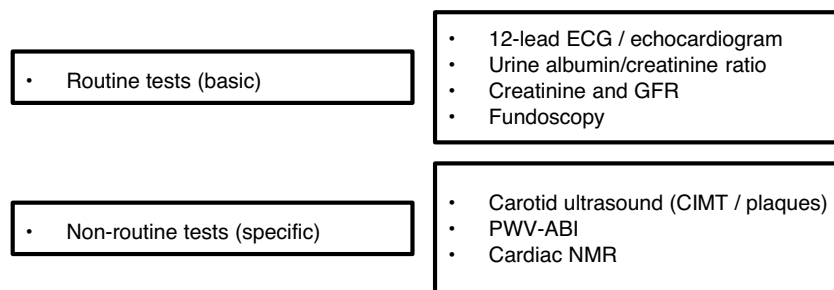 • Routine tests (basic)
• 12-lead ECG / echocardiogram
• Urine albumin/creatinine ratio
• Creatinine and GFR
• Fundoscopy
• Non-routine tests (specific)
• Carotid ultrasound (CIMT / plaques)
• PWV-ABI
• Cardiac NMR